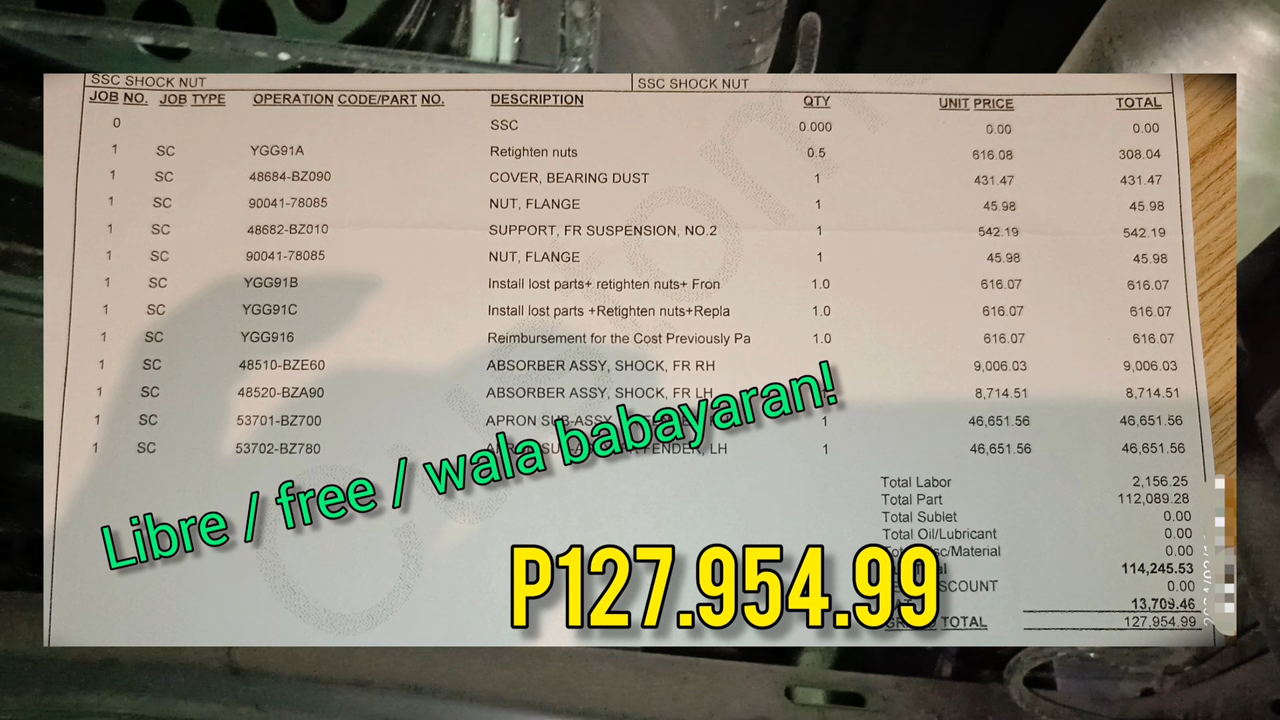 SSC SHOCK NUT SSC SHOCK NUT
JOB NO. JOB TYPE OPERATION CODE/PART NO. DESCRIPTION QTY UNIT PRICE TOTAL
0 SSC 0.000 0.00 0.00
1 SC YGG91A Retighten nuts 0.5 616.08 308.04
1 SC 48684-BZ090 COVER, BEARING DUST 1 431.47 431.47
1 SC 90041-78085 NUT, FLANGE 1 45.98 45.98
1 SC 48682-BZ010 SUPPORT, FR SUSPENSION, NO.2 1 542.19 542.19
1 SC 90041-78085 NUT, FLANGE 1 45.98 45.98
1 SC YGG91B Install lost parts+ retighten nuts+ Fron 1.0 616.07 616.07
1 SC YGG91C Install lost parts +Retighten nuts+Repla 1.0 616.07 616.07
1 SC YGG916 Reimbursement for the Cost Previously Pa 1.0 616.07 616.07
1 SC 48510-BZE60 ABSORBER ASSY, SHOCK, FR RH 9,006.03 9,006.03
1 SC 48520-BZA90 ABSORBER ASSY, SHOCK, FR LH 8,714.51 8,714.51
1 SC 53701-BZ700 APRON SUB-ASSY 1 46,651.56 46,651.56
1 SC 53702-BZ780 FENDER, LH 1 46,651.56 46,651.56
Libre / free / wala babayaran!
Total Labor 2,156.25
Total Part 112,089.28
Total Sublet 0.00
Total Oil/Lubricant 0.00
/Material 0.00
114,245.53
0.00
13,709.46
TOTAL 127,954.99
P127.954.99